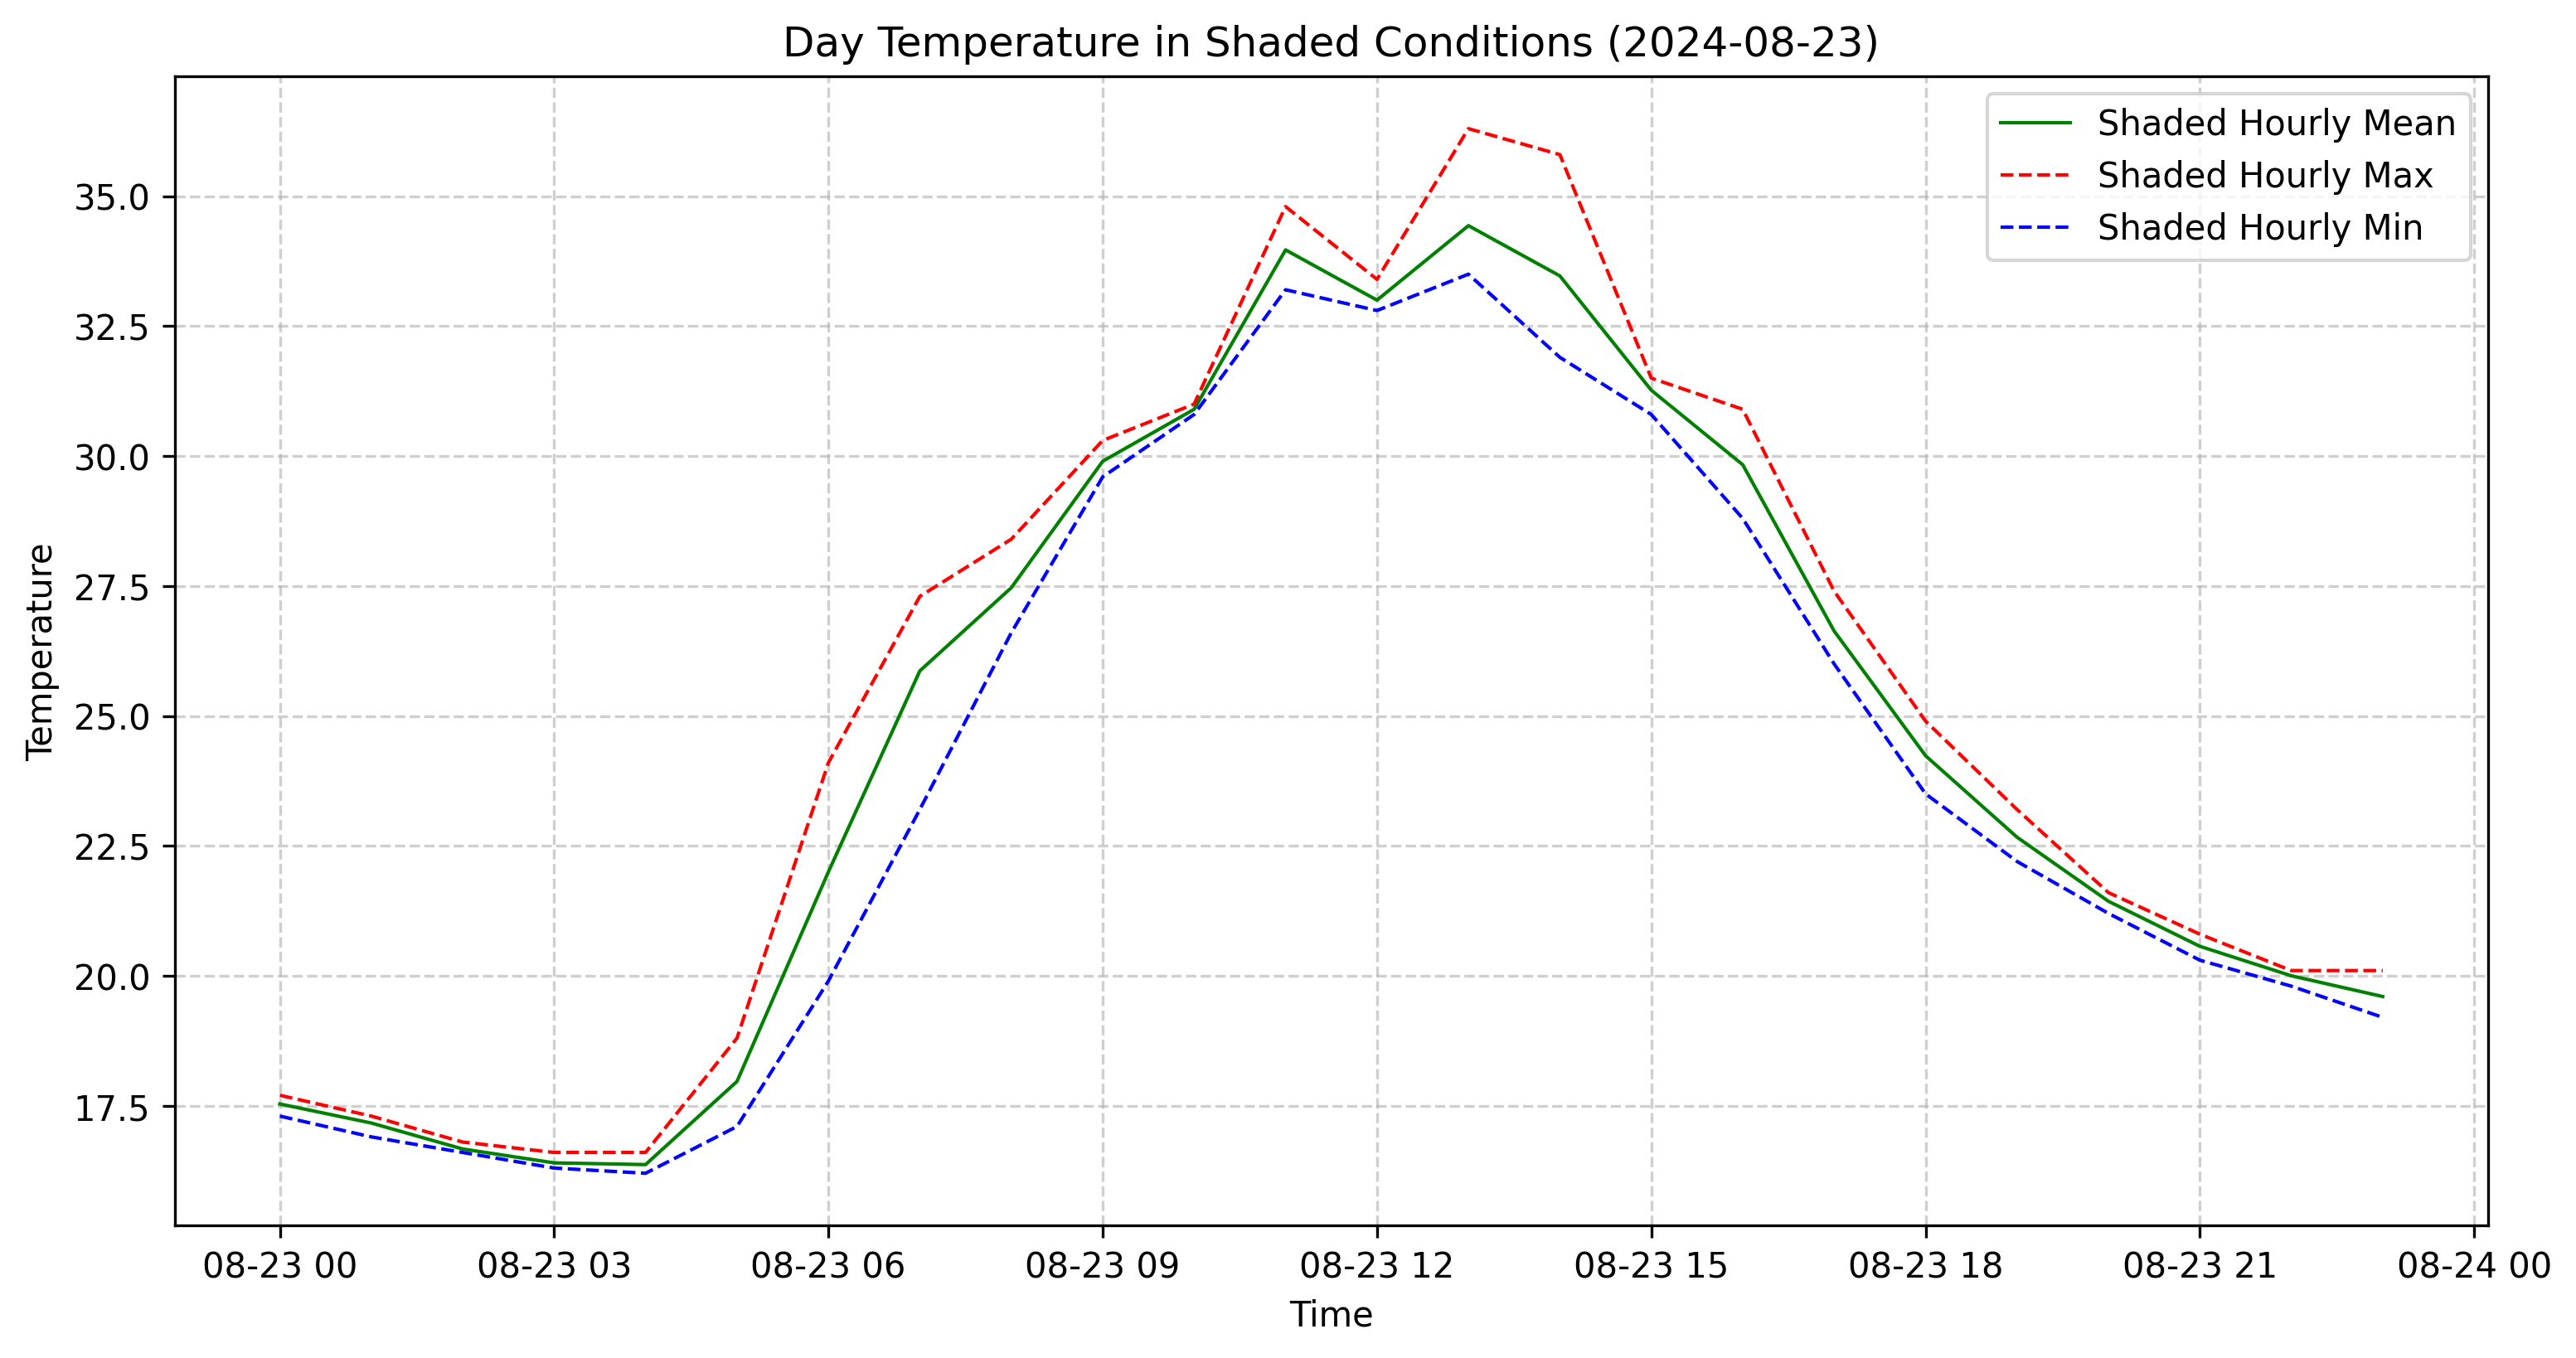 Day Temperature in Shaded Conditions (2024-08-23)
Shaded Hourly Mean
Shaded Hourly Max
Shaded Hourly Min
Temperature
35.0
32.5
30.0
27.5
25.0
22.5
20.0
17.5
08-23 00 08-23 03 08-23 06 08-23 09 08-23 12 08-23 15 08-23 18 08-23 21 08-24 00
Time